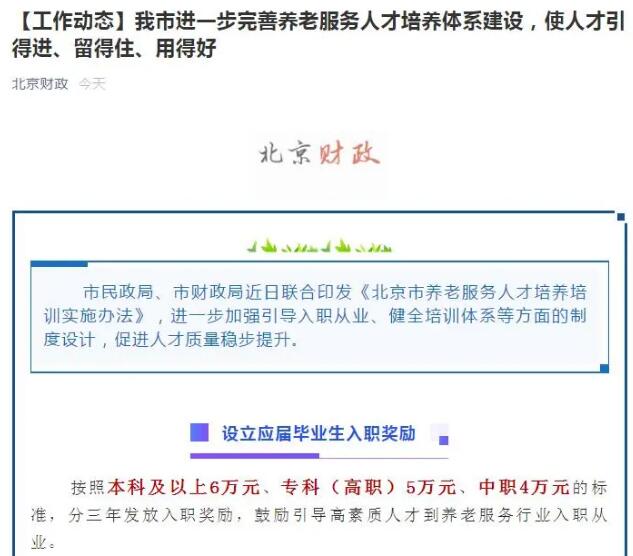 【工作动态】我市进一步完善养老服务人才培养体系建设，使人才引
得进、留得住、用得好
北京财政 今天
北京财政
市民政局、市财政局近日联合印发《北京市养老服务人才培养培
训实施办法》，进一步加强引导入职从业、健全培训体系等方面的制
度设计，促进人才质量稳步提升。
设立应届毕业生入职奖励
按照本科及以上6万元、专科（高职）5万元、中职4万元的标
准，分三年发放入职奖励，鼓励引导高素质人才到养老服务行业入职从
业。